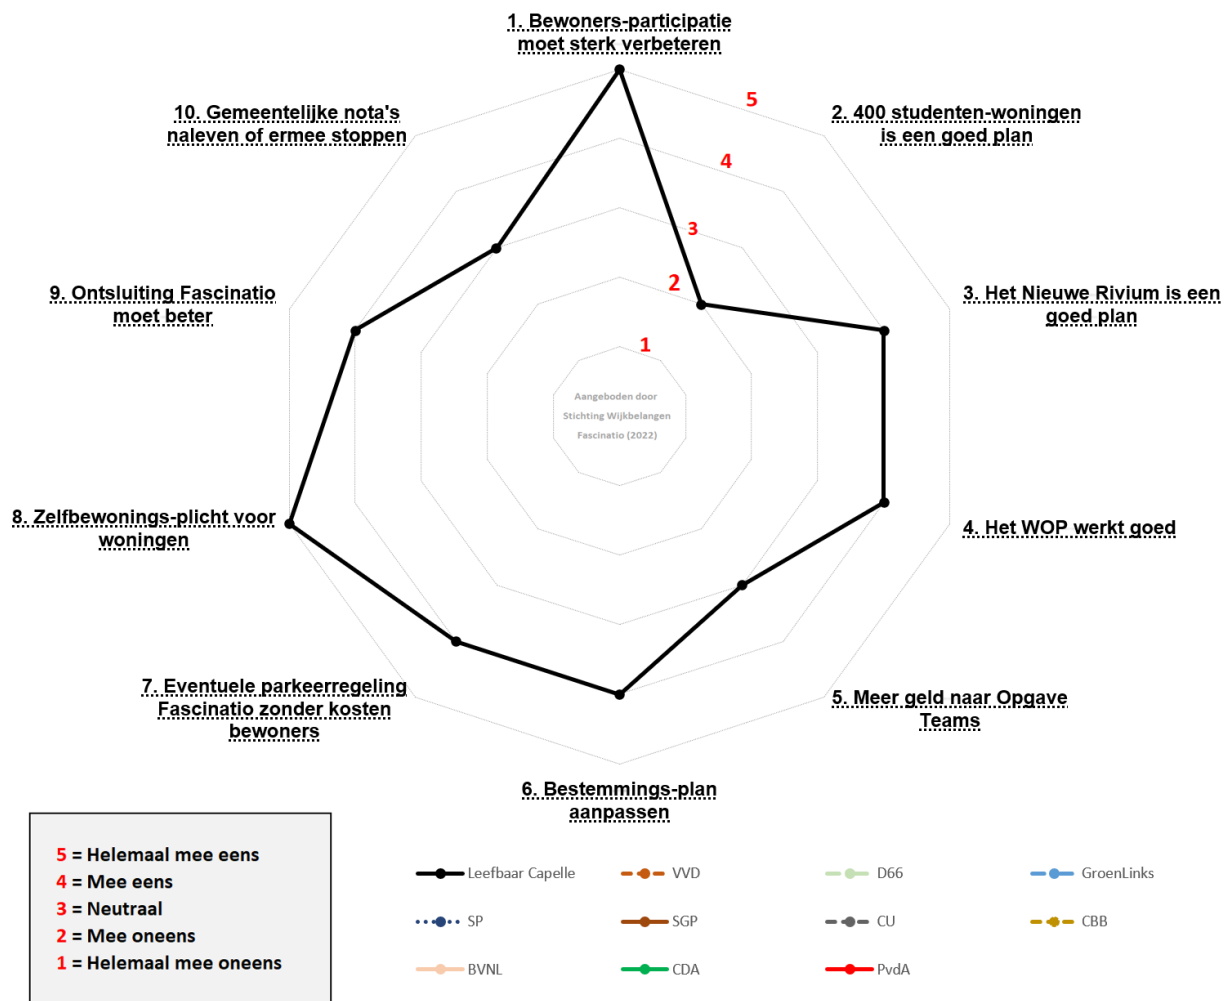 1. Bewoners-participatie
moet sterk verbeteren
5
10. Gemeentelijke nota's
naleven of ermee stoppen
2. 400 studenten-woningen
is een goed plan
4
3
9. Ontsluiting Fascinatio
moet beter
2
3. Het Nieuwe Rivium is een
goed plan
1
Aangeboden door
Stichting Wijkbelangen
Fascinatio (2022)
8. Zelfbewonings-plicht voor
woningen
4. Het WOP werkt goed
7. Eventuele parkeerregeling
Fascinatio zonder kosten
bewoners
5. Meer geld naar Opgave
Teams
6. Bestemmings-plan
aanpassen
5 = Helemaal mee eens
4 = Mee eens
3 = Neutraal
2 = Mee oneens
1 = Helemaal mee oneens
Leefbaar Capelle
VVD
D66
GroenLinks
SP
SGP
CU
CBB
BVNL
CDA
PvdA